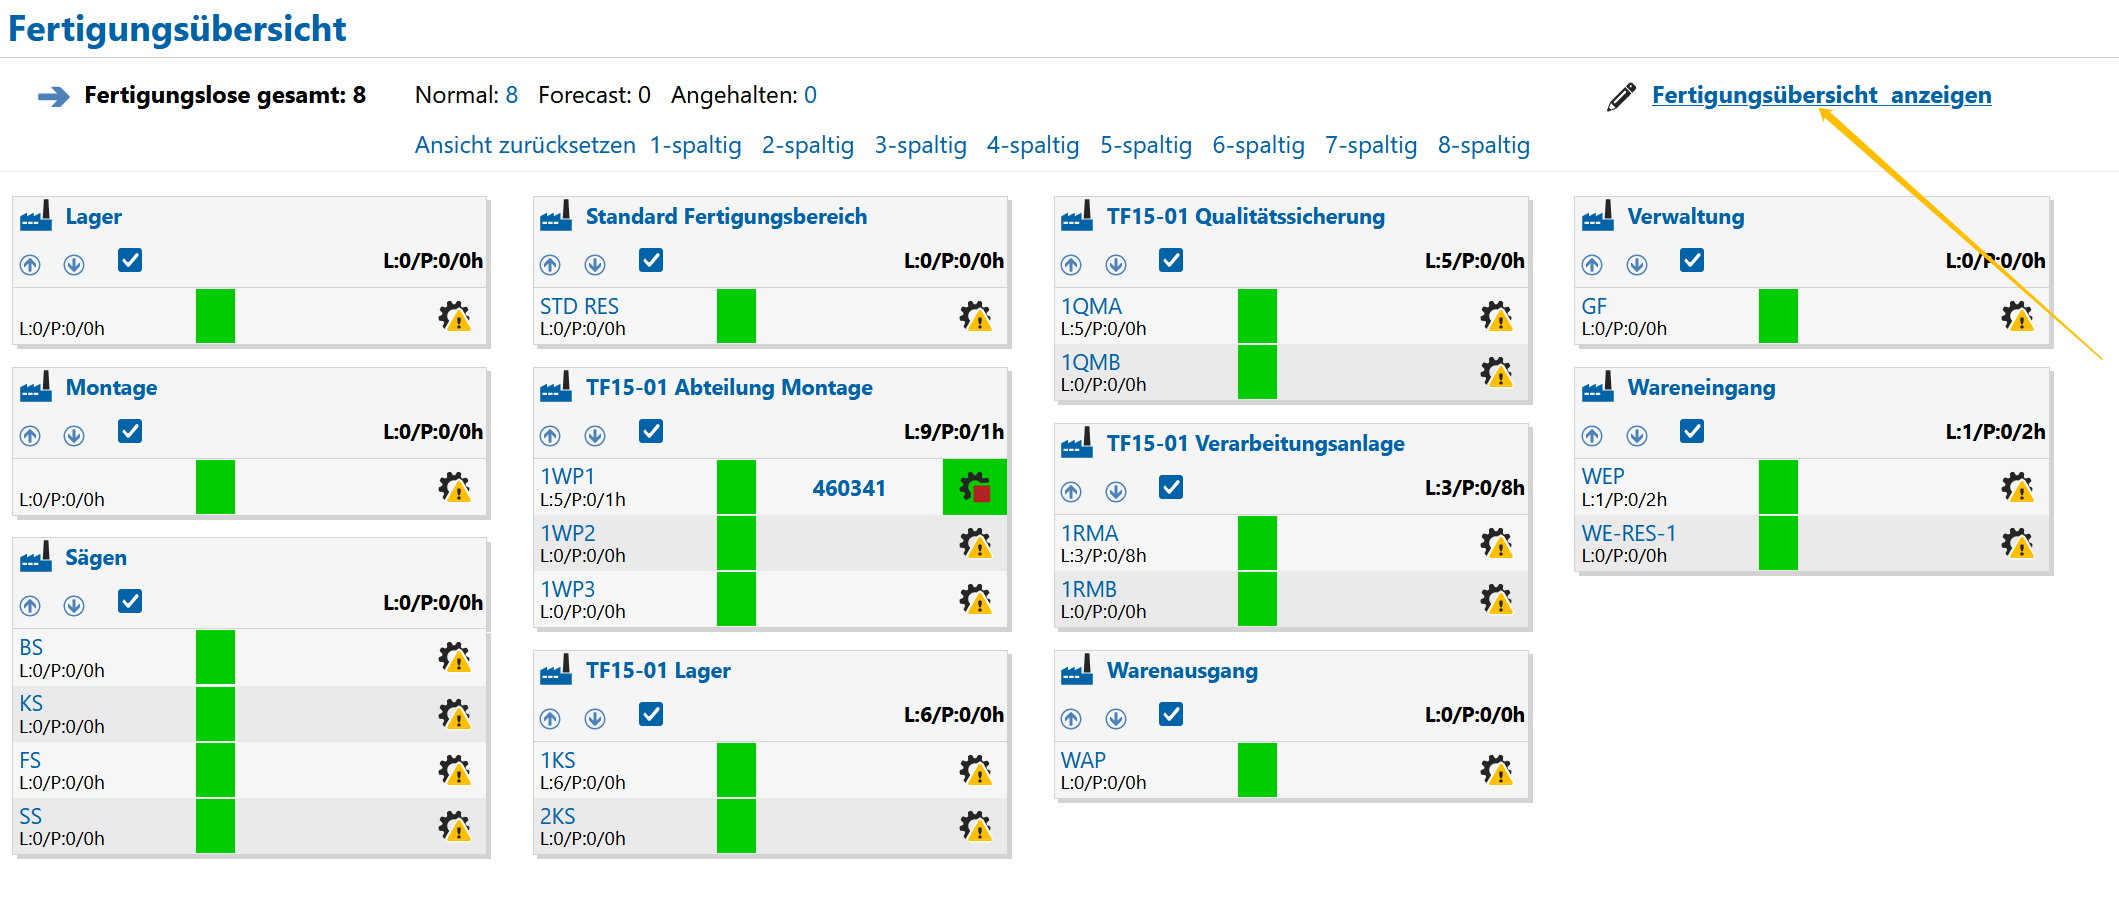 Fertigungsübersicht
Fertigungslose gesamt: 8 Normal: 8 Forecast: 0 Angehalten: 0
Fertigungsübersicht anzeigen
Ansicht zurücksetzen 1-spaltig 2-spaltig 3-spaltig 4-spaltig 5-spaltig 6-spaltig 7-spaltig 8-spaltig
Lager
L:0/P:0/0h
L:0/P:0/0h
Montage
L:0/P:0/0h
L:0/P:0/0h
Sägen
L:0/P:0/0h
BS
L:0/P:0/0h
KS
L:0/P:0/0h
FS
L:0/P:0/0h
SS
L:0/P:0/0h
Standard Fertigungsbereich
L:0/P:0/0h
STD RES
L:0/P:0/0h
TF15-01 Abteilung Montage
L:9/P:0/1h
1WP1
460341
L:5/P:0/1h
1WP2
L:0/P:0/0h
1WP3
L:0/P:0/0h
TF15-01 Lager
L:6/P:0/0h
1KS
L:6/P:0/0h
2KS
L:0/P:0/0h
TF15-01 Qualitätssicherung
L:5/P:0/0h
1QMA
L:5/P:0/0h
1QMB
L:0/P:0/0h
TF15-01 Verarbeitungsanlage
L:3/P:0/8h
1RMA
L:3/P:0/8h
1RMB
L:0/P:0/0h
Warenausgang
L:0/P:0/0h
WAP
L:0/P:0/0h
Verwaltung
L:0/P:0/0h
GF
L:0/P:0/0h
Wareneingang
L:1/P:0/2h
WEP
L:1/P:0/2h
WE-RES-1
L:0/P:0/0h